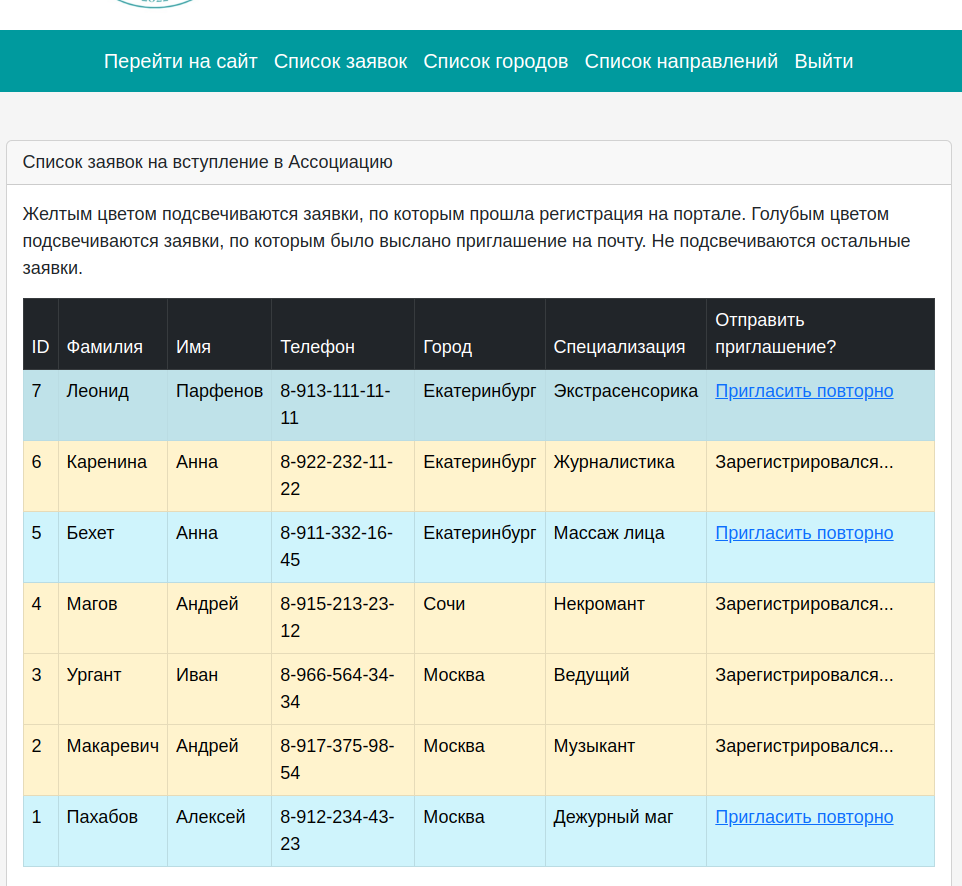 Перейти на сайт Список заявок Список городов Список направлений Выйти
Список заявок на вступление в Ассоциацию
Желтым цветом подсвечиваются заявки, по которым прошла регистрация на портале. Голубым цветом
подсвечиваются заявки, по которым было выслано приглашение на почту. Не подсвечиваются остальные
заявки.
ID Фамилия Имя Телефон Город Специализация Отправить
приглашение?
7 Леонид Парфенов 8-913-111-11- Екатеринбург Экстрасенсорика Пригласить повторно
11
6 Каренина Анна 8-922-232-11- Екатеринбург Журналистика Зарегистрировался...
22
5 Бехет Анна 8-911-332-16- Екатеринбург Массаж лица Пригласить повторно
45
4 Магов Андрей 8-915-213-23- Сочи Некромант Зарегистрировался...
12
3 Ургант Иван 8-966-564-34- Москва Ведущий Зарегистрировался...
34
2 Макаревич Андрей 8-917-375-98- Москва Музыкант Зарегистрировался...
54
1 Пахабов Алексей 8-912-234-43- Москва Дежурный маг Пригласить повторно
23